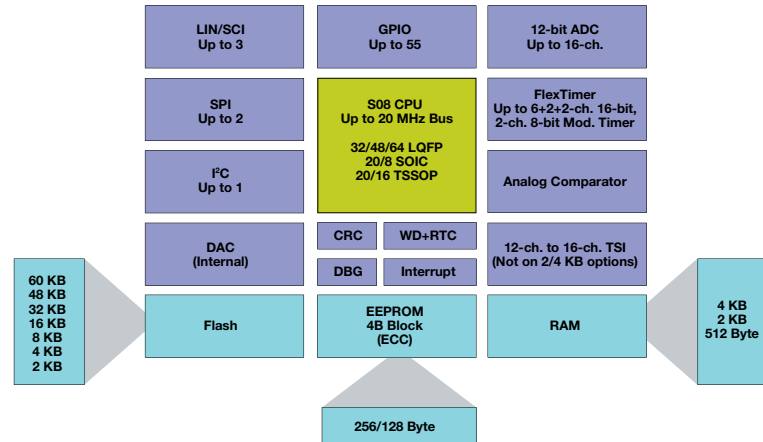 LIN/SCI
Up to 3
GPIO
Up to 55
12-bit ADC
Up to 16-ch.
SPI
Up to 2
S08 CPU
Up to 20 MHz Bus
32/48/64 LQFP
20/8 SOIC
20/16 TSSOP
FlexTimer
Up to 6+2+2-ch. 16-bit,
2-ch. 8-bit Mod. Timer
I²C
Up to 1
Analog Comparator
DAC
(Internal)
CRC
WD+RTC
DBG
Interrupt
12-ch. to 16-ch. TSI
(Not on 2/4 KB options)
60 KB
48 KB
32 KB
16 KB
8 KB
4 KB
2 KB
Flash
EEPROM
4B Block
(ECC)
RAM
4 KB
2 KB
512 Byte
256/128 Byte